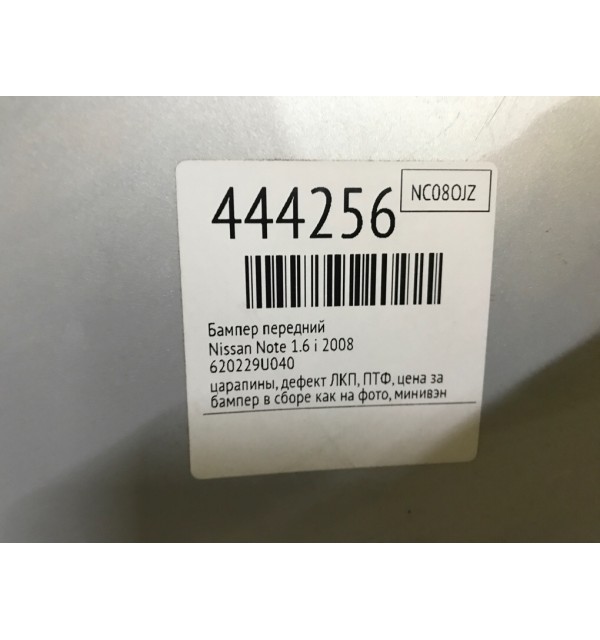 444256
NC08OJZ
Бампер передний
Nissan Note 1.6 i 2008
620229U040
царапины, дефект ЛКП, ПТФ, цена за
бампер в сборе как на фото, минивэн